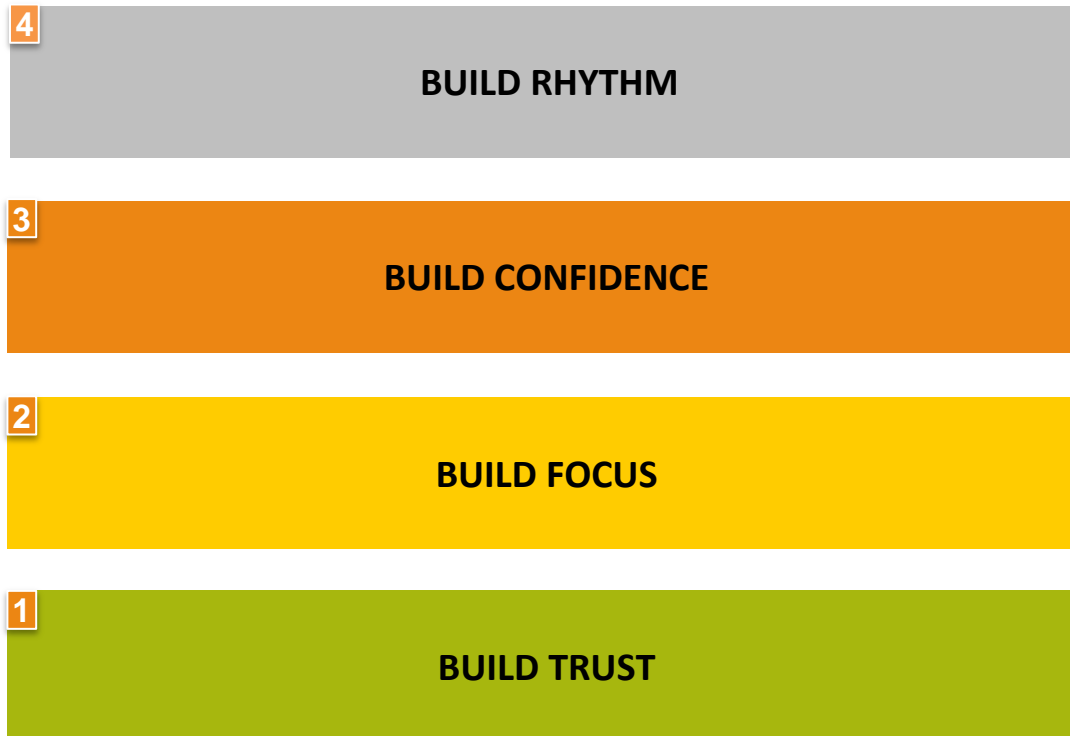 4
BUILD RHYTHM
3
BUILD CONFIDENCE
2
BUILD FOCUS
1
BUILD TRUST